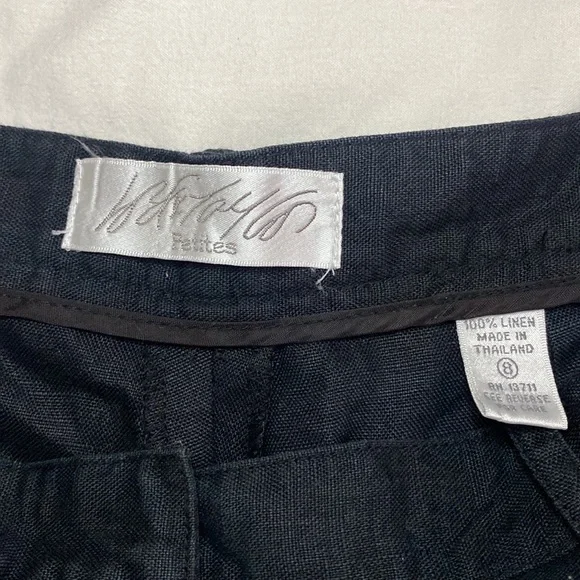 Petites
100% LINEN
MADE IN
THAILAND
8
RN 13711
SEE REVERSE
FOR CARE